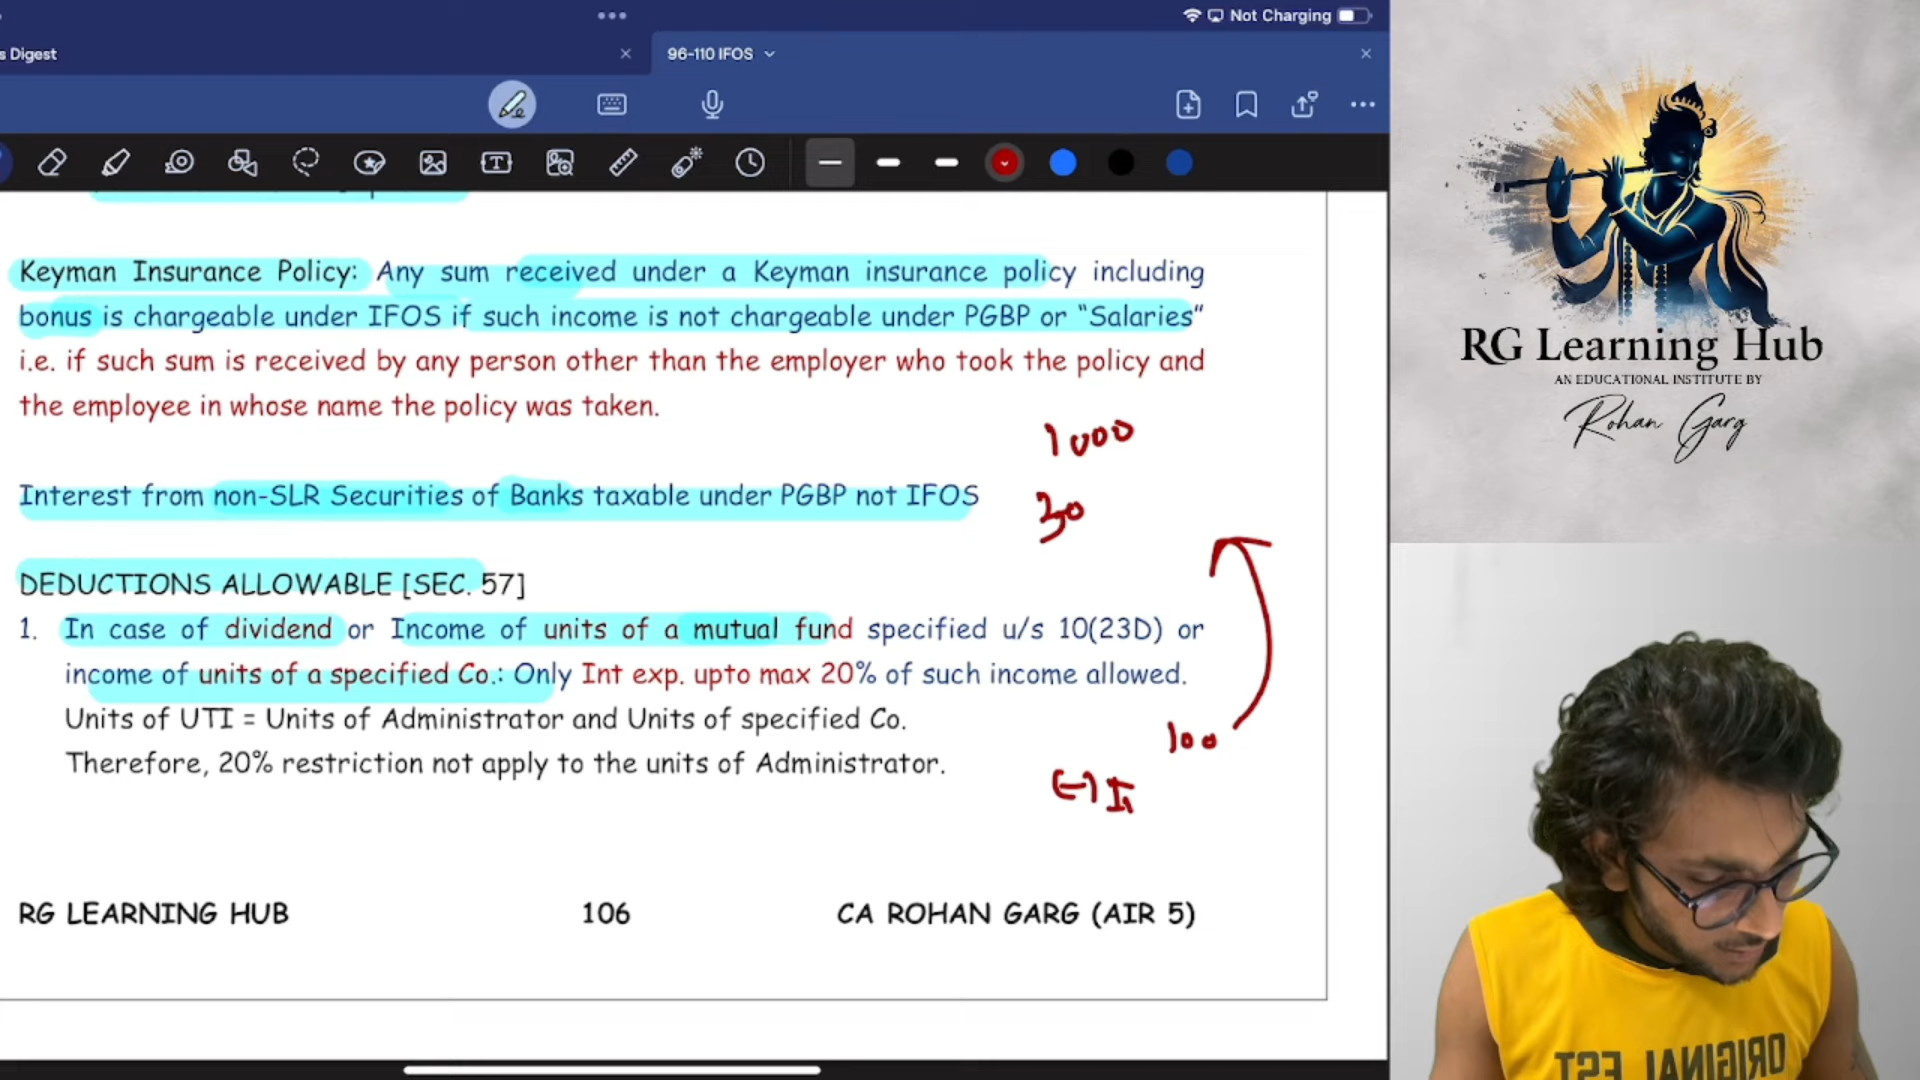 Not Charging
s Digest
96-110 IFOS
Keyman Insurance Policy: Any sum received under a Keyman insurance policy including
bonus is chargeable under IFOS if such income is not chargeable under PGBP or “Salaries”
i.e. if such sum is received by any person other than the employer who took the policy and
the employee in whose name the policy was taken.
1000
Interest from non-SLR Securities of Banks taxable under PGBP not IFOS
30
DEDUCTIONS ALLOWABLE [SEC. 57]
1. In case of dividend or Income of units of a mutual fund specified u/s 10(23D) or
income of units of a specified Co.: Only Int exp. upto max 20% of such income allowed.
Units of UTI = Units of Administrator and Units of specified Co.
100
Therefore, 20% restriction not apply to the units of Administrator.
(-) I
RG LEARNING HUB 106 CA ROHAN GARG (AIR 5)
RG Learning Hub
AN EDUCATIONAL INSTITUTE BY
Rohan Garg
ORIGINAL EST